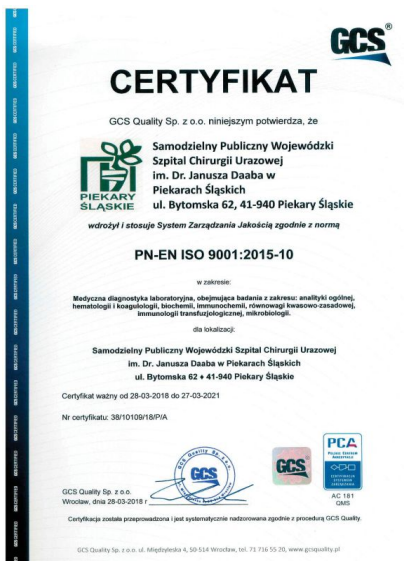 GCS
CERTYFIKAT
GCS Quality Sp. z o.o. niniejszym potwierdza, że
PIEKARY
ŚLĄSKIE
Samodzielny Publiczny Wojewódzki
Szpital Chirurgii Urazowej
im. Dr. Janusza Daaba w
Piekarach Śląskich
ul. Bytomska 62, 41-940 Piekary Śląskie
wdrożył i stosuje System Zarządzania Jakością zgodnie z normą
PN-EN ISO 9001:2015-10
w zakresie:
Medyczna diagnostyka laboratoryjna, obejmująca badania z zakresu: analityki ogólnej,
hematologii i koagulologii, biochemii, immunochemii, równowagi kwasowo-zasadowej,
immunologii transfuzjologicznej, mikrobiologii.
dla lokalizacji:
Samodzielny Publiczny Wojewódzki Szpital Chirurgii Urazowej
im. Dr. Janusza Daaba w Piekarach Śląskich
ul. Bytomska 62 ♦ 41-940 Piekary Śląskie
Certyfikat ważny od 28-03-2018 do 27-03-2021
Nr certyfikatu: 38/10109/18/P/A
GCS Quality Sp. z o.o.
Wrocław, dnia 28-03-2018 r
GCS
GCS
PCA
POLSKIE CENTRUM
AKREDYTACJI
CERTYFIKACJA
SYSTEMÓW
ZARZĄDZANIA
AC 181
QMS
Certyfikacja została przeprowadzona i jest systematycznie nadzorowana zgodnie z procedurą GCS Quality.
GCS Quality Sp. z o.o. ul. Międzyleska 4, 50-514 Wrocław, tel. 71 716 55 20, www.gcsquality.pl